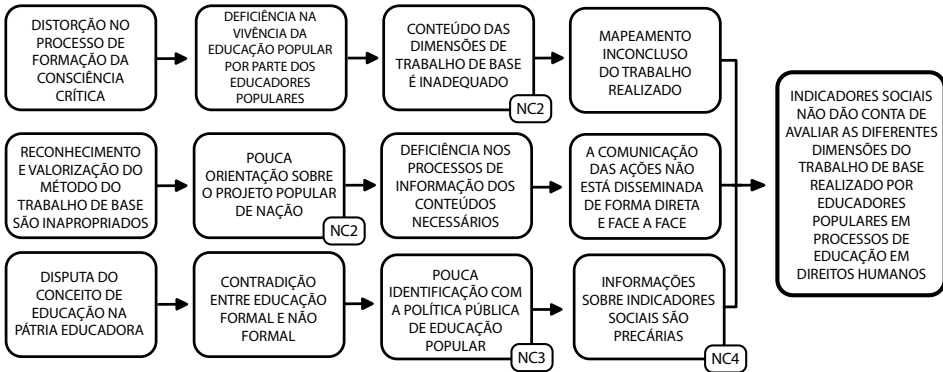 DISTORÇÃO NO
PROCESSO DE
FORMAÇÃO DA
CONSCIÊNCIA
CRÍTICA
DEFICIÊNCIA NA
VIVÊNCIA DA
EDUCAÇÃO POPULAR
POR PARTE DOS
EDUCADORES
POPULARES
CONTEÚDO DAS
DIMENSÕES DE
TRABALHO DE BASE
É INADEQUADO
NC2
MAPEAMENTO
INCONCLUSO
DO TRABALHO
REALIZADO
RECONHECIMENTO
E VALORIZAÇÃO DO
MÉTODO DO
TRABALHO DE BASE
SÃO INAPROPRIADOS
POUCA
ORIENTAÇÃO SOBRE
O PROJETO POPULAR
DE NAÇÃO
NC2
DEFICIÊNCIA NOS
PROCESSOS DE
INFORMAÇÃO DOS
CONTEÚDOS
NECESSÁRIOS
A COMUNICAÇÃO
DAS AÇÕES NÃO
ESTÁ DISSEMINADA
DE FORMA DIRETA
E FACE A FACE
DISPUTA DO
CONCEITO DE
EDUCAÇÃO NA
PÁTRIA EDUCADORA
CONTRADIÇÃO
ENTRE EDUCAÇÃO
FORMAL E NÃO
FORMAL
POUCA
IDENTIFICAÇÃO COM
A POLÍTICA PÚBLICA
DE EDUCAÇÃO
POPULAR
NC3
INFORMAÇÕES
SOBRE INDICADORES
SOCIAIS SÃO
PRECÁRIAS
NC4
INDICADORES SOCIAIS
NÃO DÃO CONTA DE
AVALIAR AS DIFERENTES
DIMENSÕES DO
TRABALHO DE BASE
REALIZADO POR
EDUCADORES
POPULARES EM
PROCESSOS DE
EDUCAÇÃO EM
DIREITOS HUMANOS